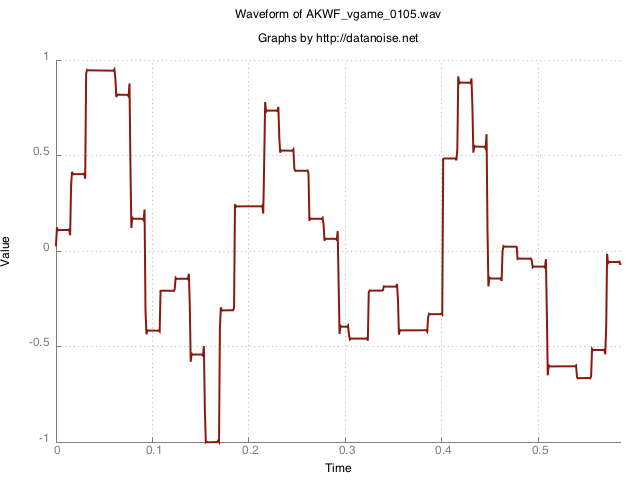 Waveform of AKWF_vgame_0105.wav
Graphs by http://datanoise.net
1
0.5
0
-0.5
-1
Value
0 0.1 0.2 0.3 0.4 0.5
Time